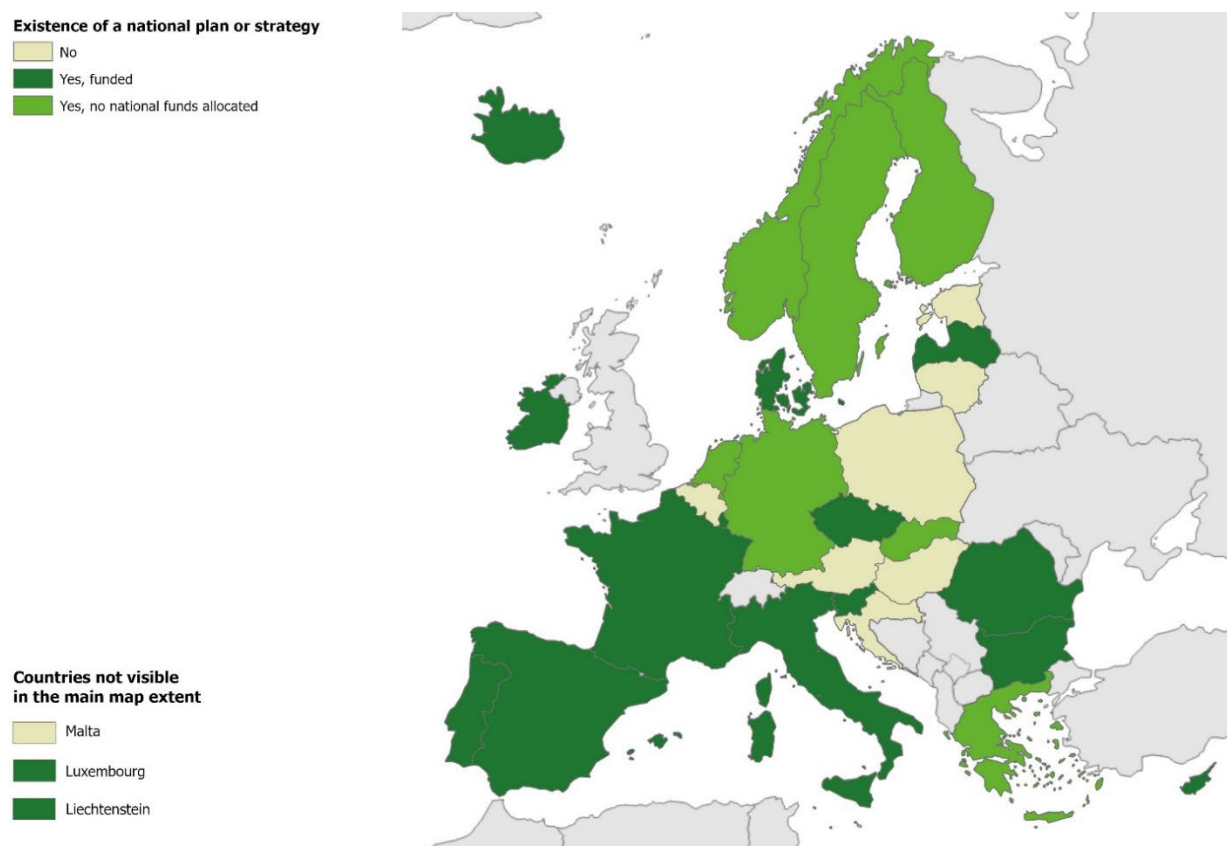 Existence of a national plan or strategy
No
Yes, funded
Yes, no national funds allocated
Countries not visible
in the main map extent
Malta
Luxembourg
Liechtenstein